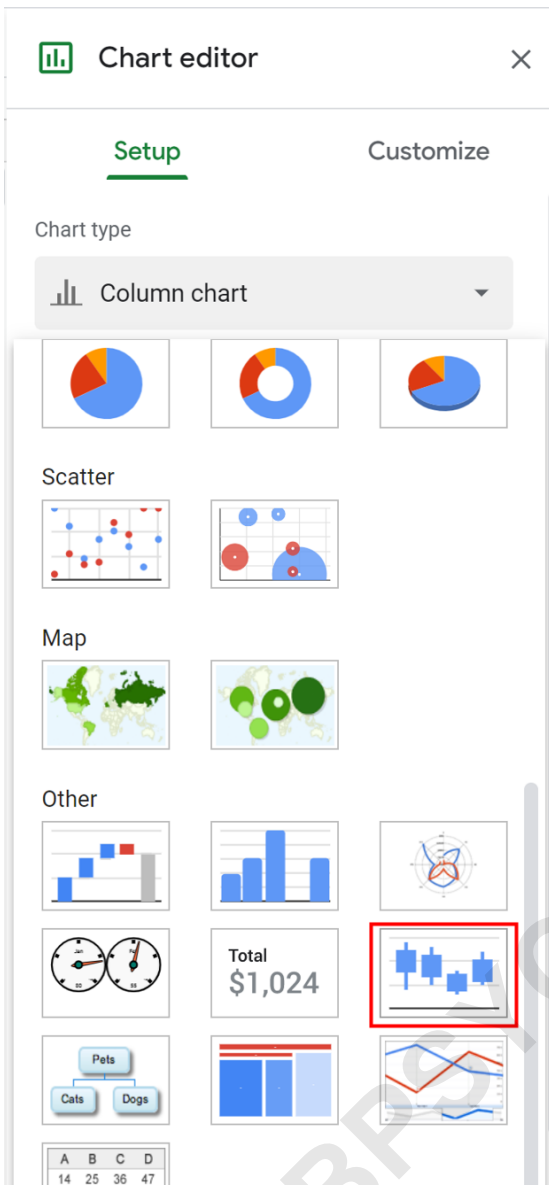 Chart editor
Setup
Customize
Chart type
Column chart
Scatter
Map
Other
Total
$1,024
Pets
Cats
Dogs
A B C D
14 25 36 47
BPSYC